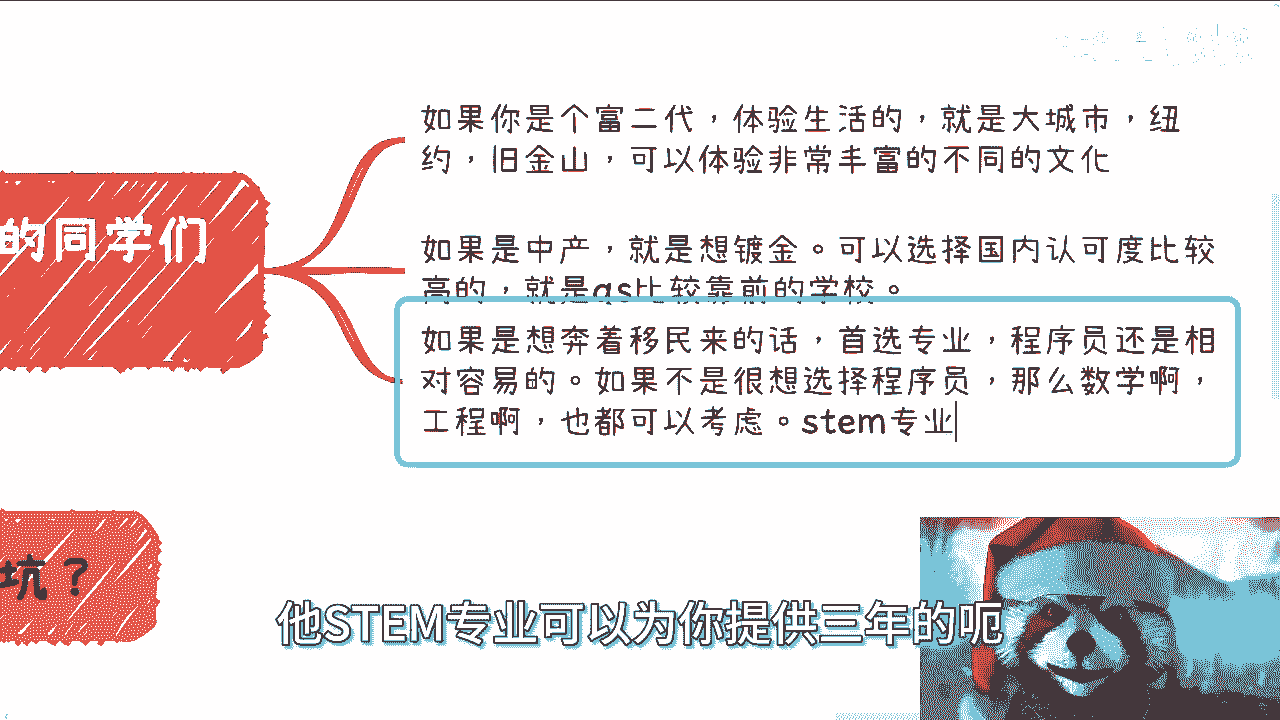 如果你是个富二代，体验生活的，就是大城市，纽
约，旧金山，可以体验非常丰富的不同的文化
的同学们
如果是中产，就是想镀金。可以选择国内认可度比较
高的，就是qs比较靠前的学校。
如果是想奔着移民来的话，首选专业，程序员还是相
对容易的。如果不是很想选择程序员，那么数学啊，
工程啊，也都可以考虑。stem专业
坑？
他STEM专业可以为你提供三年的呃